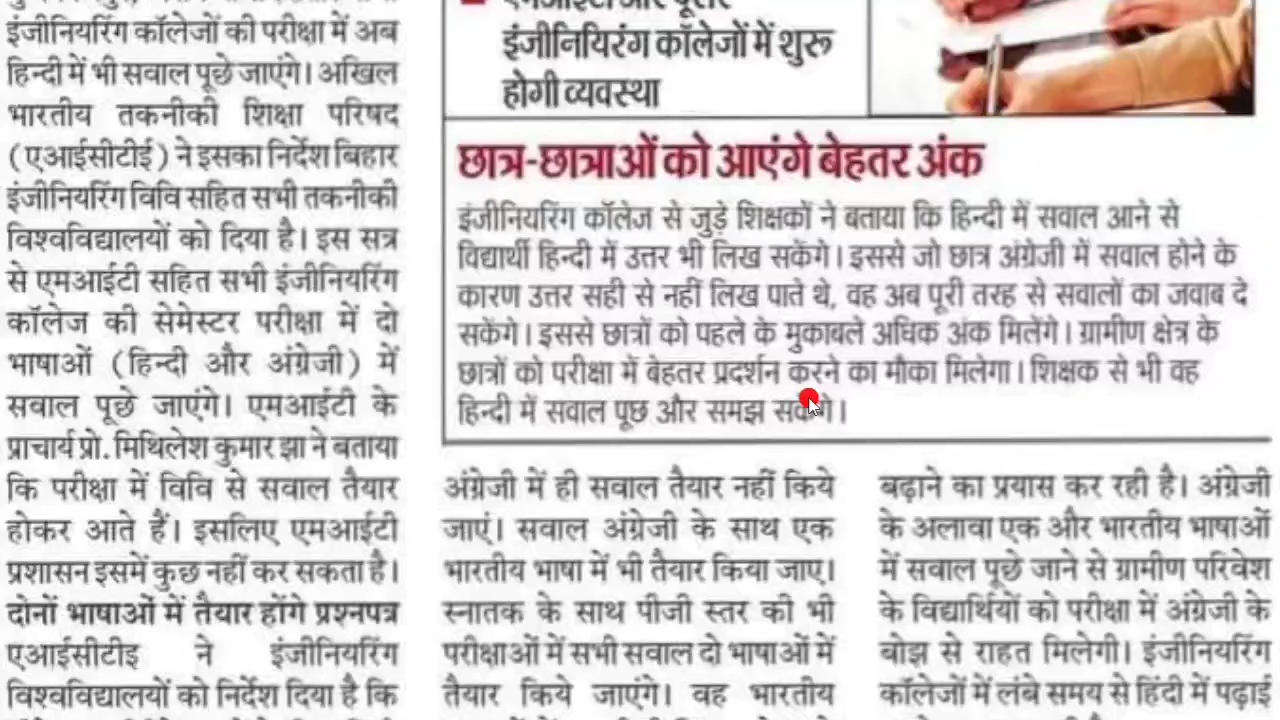 इंजीनियरिंग कॉलेजों की परीक्षा में अब
हिन्दी में भी सवाल पूछे जाएंगे। अखिल
भारतीय तकनीकी शिक्षा परिषद
(एआईसीटीई) ने इसका निर्देश बिहार
इंजीनियरिंग विवि सहित सभी तकनीकी
विश्वविद्यालयों को दिया है। इस सत्र
से एमआईटी सहित सभी इंजीनियरिंग
कॉलेज की सेमेस्टर परीक्षा में दो
भाषाओं (हिन्दी और अंग्रेजी) में
सवाल पूछे जाएंगे। एमआईटी के
प्राचार्य प्रो. मिथिलेश कुमार झा ने बताया
कि परीक्षा में विवि से सवाल तैयार
होकर आते हैं। इसलिए एमआईटी
प्रशासन इसमें कुछ नहीं कर सकता है।
दोनों भाषाओं में तैयार होंगे प्रश्नपत्र
एआईसीटीइ ने इंजीनियरिंग
विश्वविद्यालयों को निर्देश दिया है कि
इंजीनियिरंग कॉलेजों में शुरू
होगी व्यवस्था
छात्र-छात्राओं को आएंगे बेहतर अंक
इंजीनियरिंग कॉलेज से जुड़े शिक्षकों ने बताया कि हिन्दी में सवाल आने से
विद्यार्थी हिन्दी में उत्तर भी लिख सकेंगे। इससे जो छात्र अंग्रेजी में सवाल होने के
कारण उत्तर सही से नहीं लिख पाते थे, वह अब पूरी तरह से सवालों का जवाब दे
सकेंगे। इससे छात्रों को पहले के मुकाबले अधिक अंक मिलेंगे। ग्रामीण क्षेत्र के
छात्रों को परीक्षा में बेहतर प्रदर्शन करने का मौका मिलेगा। शिक्षक से भी वह
हिन्दी में सवाल पूछ और समझ सकेंगे।
अंग्रेजी में ही सवाल तैयार नहीं किये
जाएं। सवाल अंग्रेजी के साथ एक
भारतीय भाषा में भी तैयार किया जाए।
स्नातक के साथ पीजी स्तर की भी
परीक्षाओं में सभी सवाल दो भाषाओं में
तैयार किये जाएंगे। वह भारतीय
बढ़ाने का प्रयास कर रही है। अंग्रेजी
के अलावा एक और भारतीय भाषाओं
में सवाल पूछे जाने से ग्रामीण परिवेश
के विद्यार्थियों को परीक्षा में अंग्रेजी के
बोझ से राहत मिलेगी। इंजीनियरिंग
कॉलेजों में लंबे समय से हिंदी में पढ़ाई